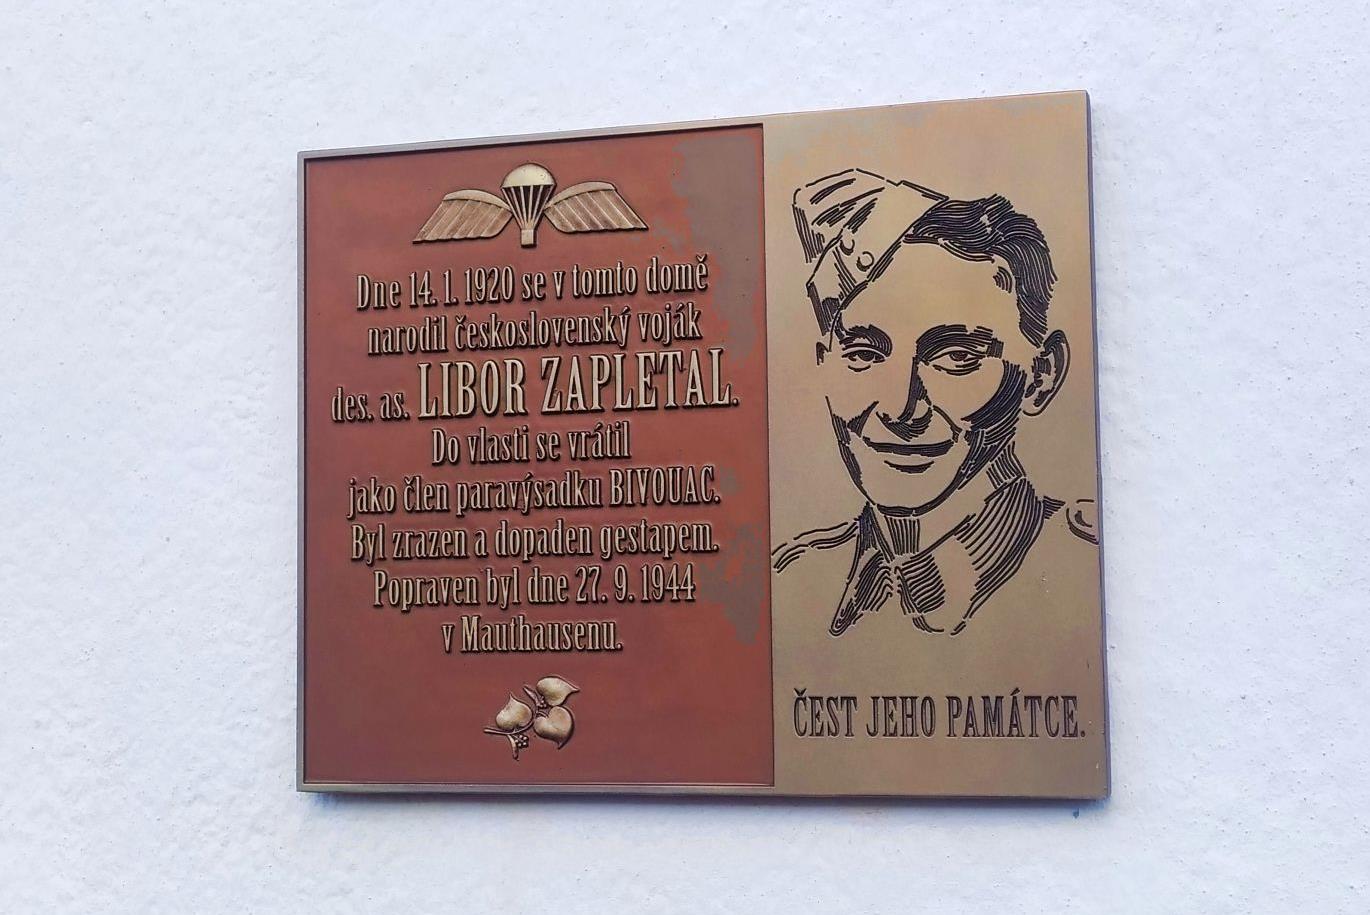 Dne 14. 1. 1920 se v tomto domě
narodil československý voják
des. as. LIBOR ZAPLETAL.
Do vlasti se vrátil
jako člen paravýsadku BIVOUAC.
Byl zrazen a dopaden gestapem.
Popraven byl dne 27. 9. 1944
v Mauthausenu.
ČEST JEHO PAMÁTCE.